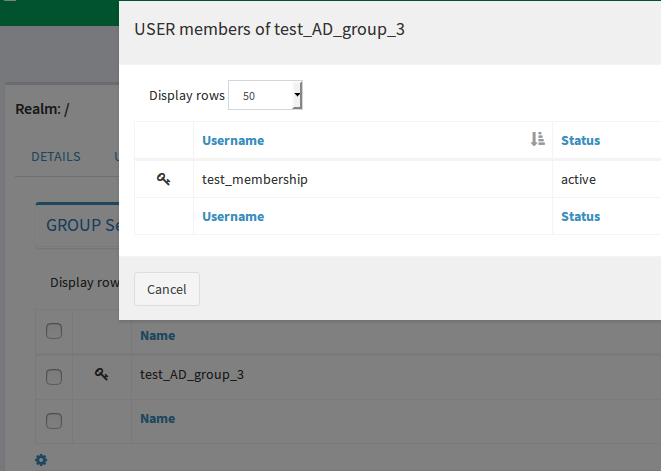 USER members of test_AD_group_3
Display rows 50
Username Status
test_membership active
Username Status
Cancel
Realm: /
DETAILS U
GROUP Se
Display row
Name
test_AD_group_3
Name